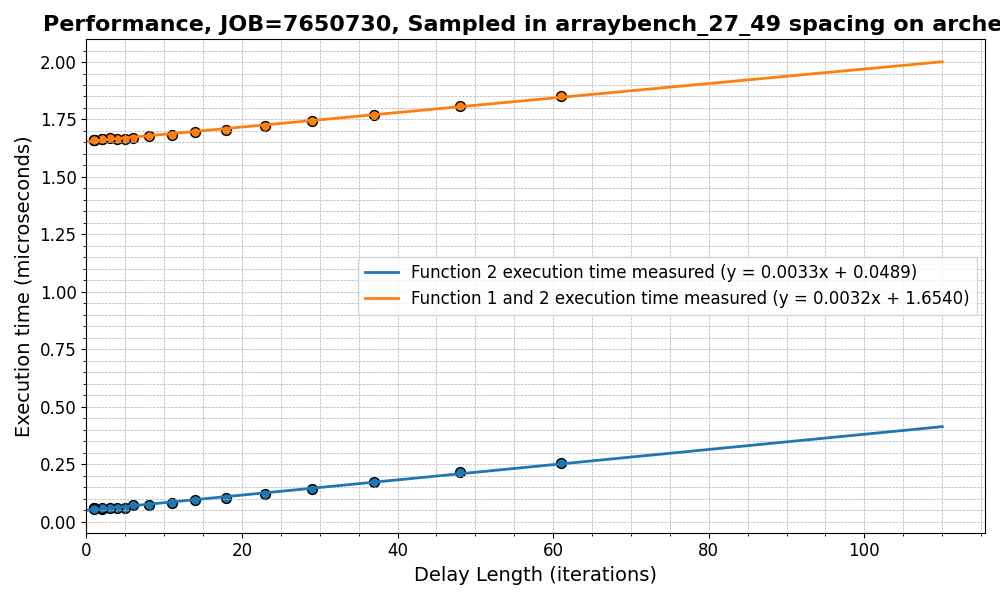 Performance, JOB=7650730, Sampled in arraybench_27_49 spacing on arche
Execution time (microseconds)
2.00
1.75
1.50
1.25
1.00
0.75
0.50
0.25
0.00
Function 2 execution time measured (y = 0.0033x + 0.0489)
Function 1 and 2 execution time measured (y = 0.0032x + 1.6540)
0 20 40 60 80 100
Delay Length (iterations)